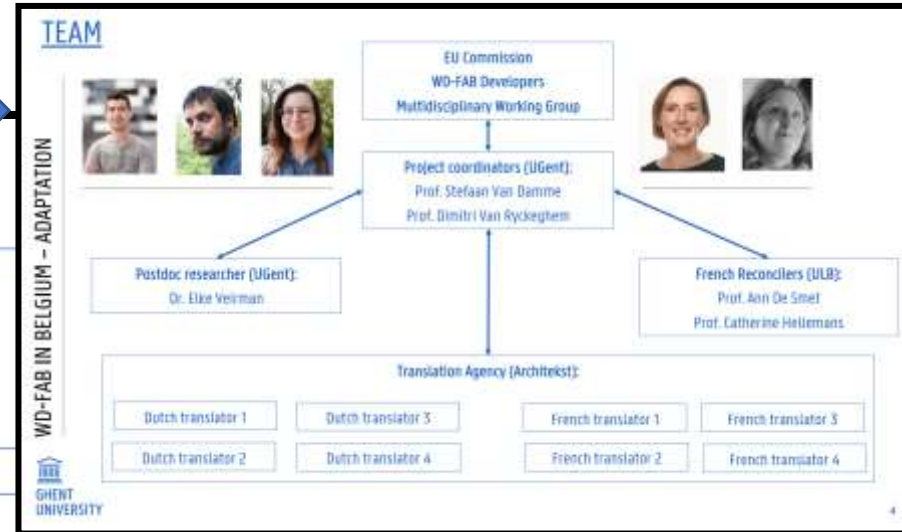 TEAM
WD-FAB IN BELGIUM – ADAPTATION
EU Commission
WD-FAB Developers
Multidisciplinary Working Group
Project coordinators (UGent):
Prof. Stefaan Van Damme
Prof. Dimitri Van Ryckeghem
Postdoc researcher (UGent):
Dr. Elke Veirman
French Reconcilers (ULB):
Prof. Ann De Smet
Prof. Catherine Hellemans
Translation Agency (Architekst):
Dutch translator 1
Dutch translator 3
French translator 1
French translator 3
Dutch translator 2
Dutch translator 4
French translator 2
French translator 4
GHENT
UNIVERSITY
4